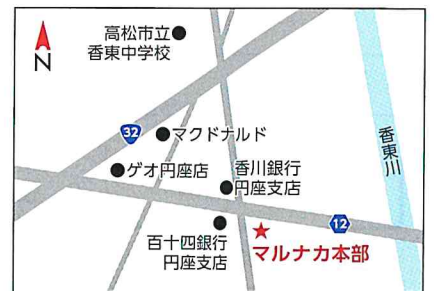 高松市立
香東中学校
N
32
マクドナルド
香東川
ゲオ円座店
香川銀行
円座支店
12
百十四銀行
円座支店
マルナカ本部